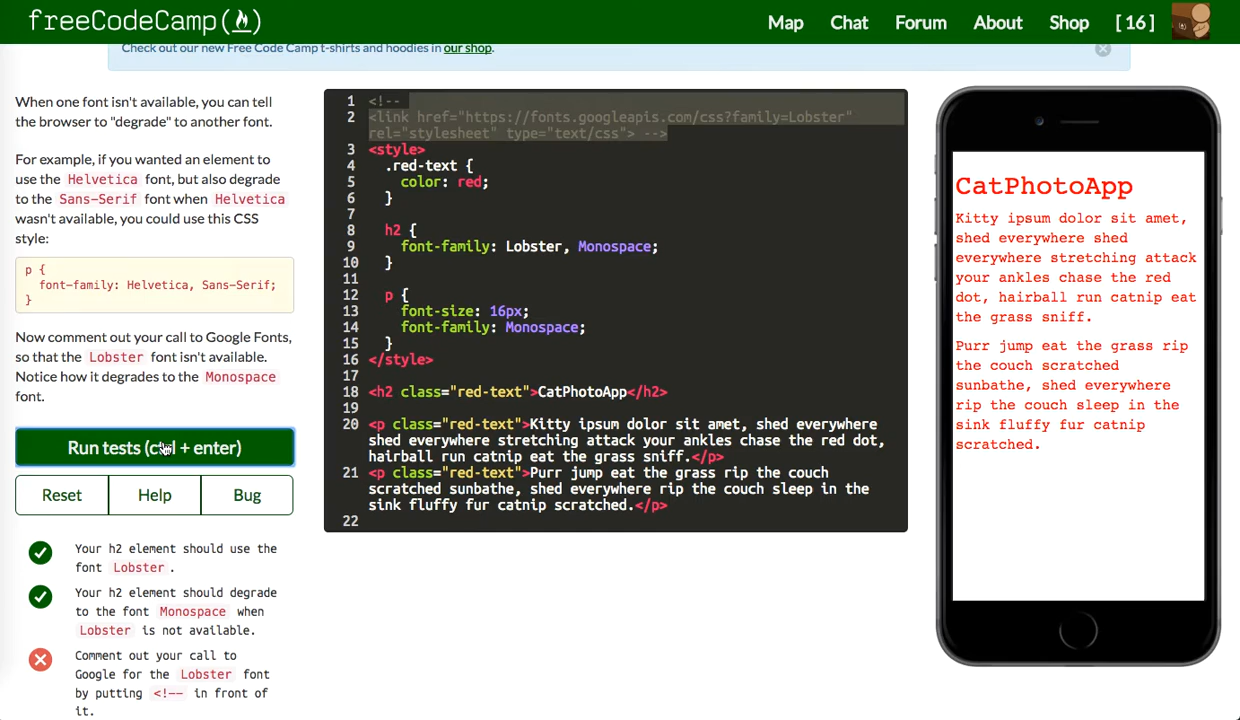 freeCodeCamp(🔥)
Map
Chat
Forum
About
Shop
[ 16 ]
Check out our new Free Code Camp t-shirts and hoodies in our shop.
When one font isn't available, you can tell
the browser to "degrade" to another font.
For example, if you wanted an element to
use the Helvetica font, but also degrade
to the Sans-Serif font when Helvetica
wasn't available, you could use this CSS
style:
p {
font-family: Helvetica, Sans-Serif;
}
Now comment out your call to Google Fonts,
so that the Lobster font isn't available.
Notice how it degrades to the Monospace
font.
Run tests (ctrl + enter)
Reset
Help
Bug
Your h2 element should use the
font Lobster .
Your h2 element should degrade
to the font Monospace when
Lobster is not available.
Comment out your call to
Google for the Lobster font
by putting <!-- in front of
it.
1 <!--
2 <link href="https://fonts.googleapis.com/css?family=Lobster"
rel="stylesheet" type="text/css"> -->
3 <style>
4 .red-text {
5 color: red;
6 }
7
8 h2 {
9 font-family: Lobster, Monospace;
10 }
11
12 p {
13 font-size: 16px;
14 font-family: Monospace;
15 }
16 </style>
17
18 <h2 class="red-text">CatPhotoApp</h2>
19
20 <p class="red-text">Kitty ipsum dolor sit amet, shed everywhere
shed everywhere stretching attack your ankles chase the red dot,
hairball run catnip eat the grass sniff.</p>
21 <p class="red-text">Purr jump eat the grass rip the couch
scratched sunbathe, shed everywhere rip the couch sleep in the
sink fluffy fur catnip scratched.</p>
22
CatPhotoApp
Kitty ipsum dolor sit amet,
shed everywhere shed
everywhere stretching attack
your ankles chase the red
dot, hairball run catnip eat
the grass sniff.
Purr jump eat the grass rip
the couch scratched
sunbathe, shed everywhere
rip the couch sleep in the
sink fluffy fur catnip
scratched.